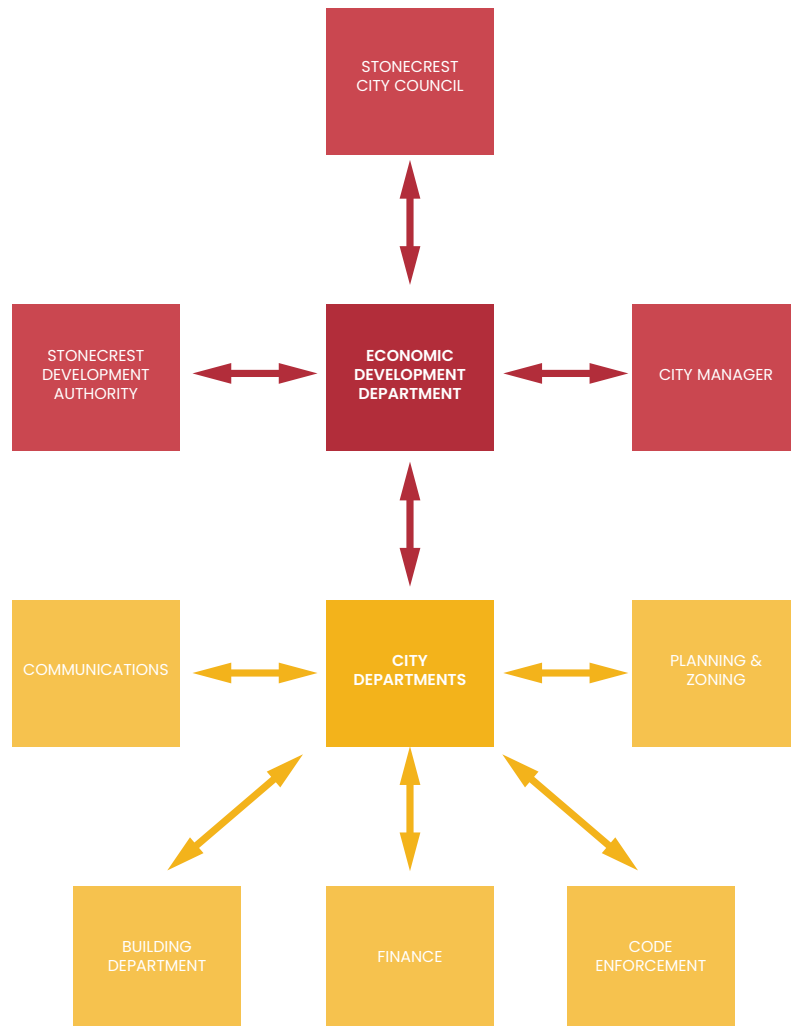 STONECREST
CITY COUNCIL
STONECREST
DEVELOPMENT
AUTHORITY
ECONOMIC
DEVELOPMENT
DEPARTMENT
CITY MANAGER
COMMUNICATIONS
CITY
DEPARTMENTS
PLANNING &
ZONING
BUILDING
DEPARTMENT
FINANCE
CODE
ENFORCEMENT